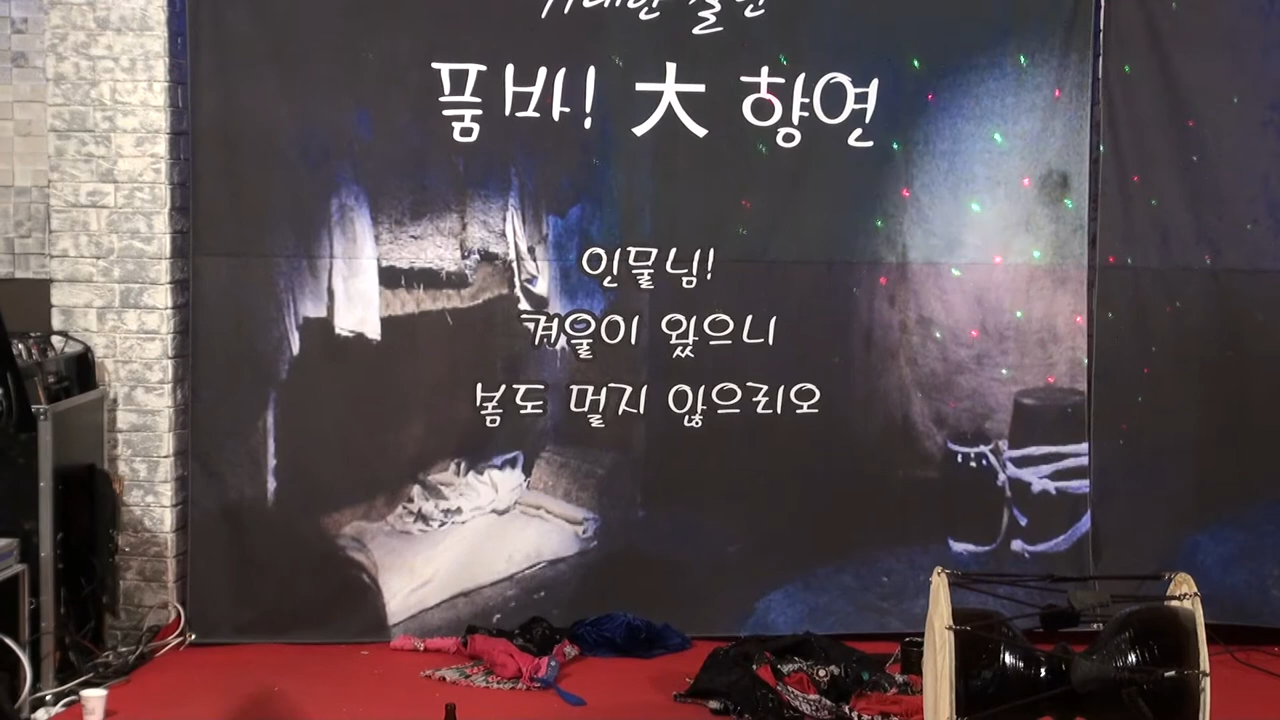 품바! 大 향연
인물님!
겨울이 왔으니
봄도 멀지 않으리오